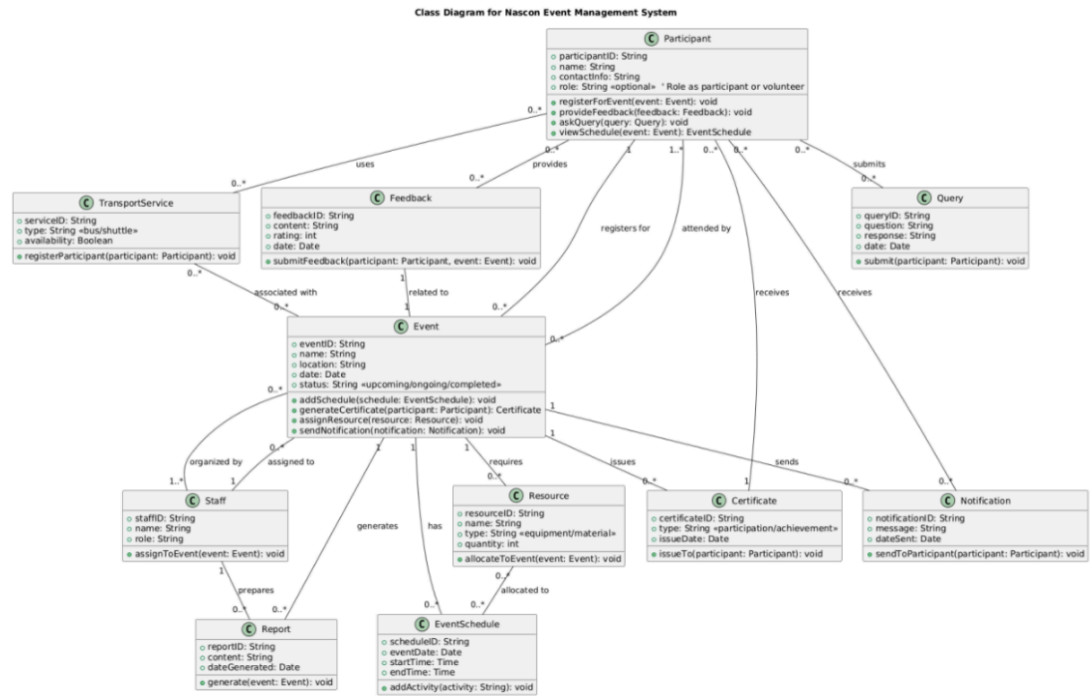 Class Diagram for Nascon Event Management System
C Participant
participantID: String
name: String
contactInfo: String
role: String «optional» ' Role as participant or volunteer
registerForEvent(event: Event): void
provideFeedback(feedback: Feedback): void
askQuery(query: Query): void
viewSchedule(event: Event): EventSchedule
0..*
0..*
1
1..*
0..*
0..*
0..*
uses
provides
submits
0..*
0..*
0..*
C TransportService
serviceID: String
type: String «bus/shuttle»
availability: Boolean
registerParticipant(participant: Participant): void
C Feedback
feedbackID: String
content: String
rating: int
date: Date
submitFeedback(participant: Participant, event: Event): void
registers for
attended by
C Query
queryID: String
question: String
response: String
date: Date
submit(participant: Participant): void
0..*
1
associated with
related to
receives
receives
0..*
1
0..*
0..*
C Event
eventID: String
name: String
location: String
date: Date
status: String «upcoming/ongoing/completed»
addSchedule(schedule: EventSchedule): void
generateCertificate(participant: Participant): Certificate
assignResource(resource: Resource): void
sendNotification(notification: Notification): void
0..*
1
1
0..*
1
1
1
organized by
assigned to
requires
issues
sends
1..*
1
0..*
0..*
1
0..*
0..*
C Staff
staffID: String
name: String
role: String
assignToEvent(event: Event): void
generates
has
C Resource
resourceID: String
name: String
type: String «equipment/material»
quantity: int
allocateToEvent(event: Event): void
C Certificate
certificateID: String
type: String «participation/achievement»
issueDate: Date
issueTo(participant: Participant): void
C Notification
notificationID: String
message: String
dateSent: Date
sendToParticipant(participant: Participant): void
1
0..*
prepares
allocated to
0..*
0..*
0..*
0..*
C Report
reportID: String
content: String
dateGenerated: Date
generate(event: Event): void
C EventSchedule
scheduleID: String
eventDate: Date
startTime: Time
endTime: Time
addActivity(activity: String): void